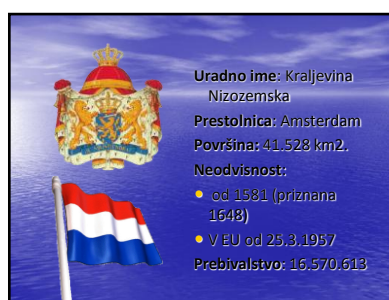 Uradno ime: Kraljevina
Nizozemska
Prestolnica: Amsterdam
Površina: 41.528 km2.
Neodvisnost:
• od 1581 (priznana
1648)
• V EU od 25.3.1957
Prebivalstvo: 16.570.613